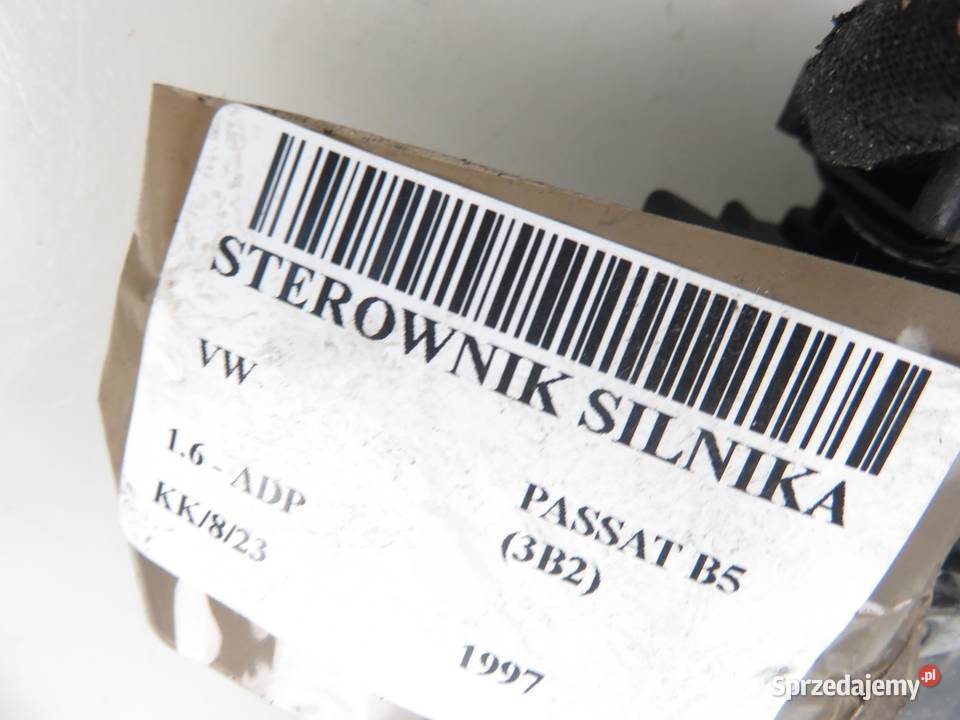 STEROWNIK SILNIKA
VW
PASSAT B5
(3B2)
1.6 - ADP
KK/8/23
1997
Sprzedajemy.pl